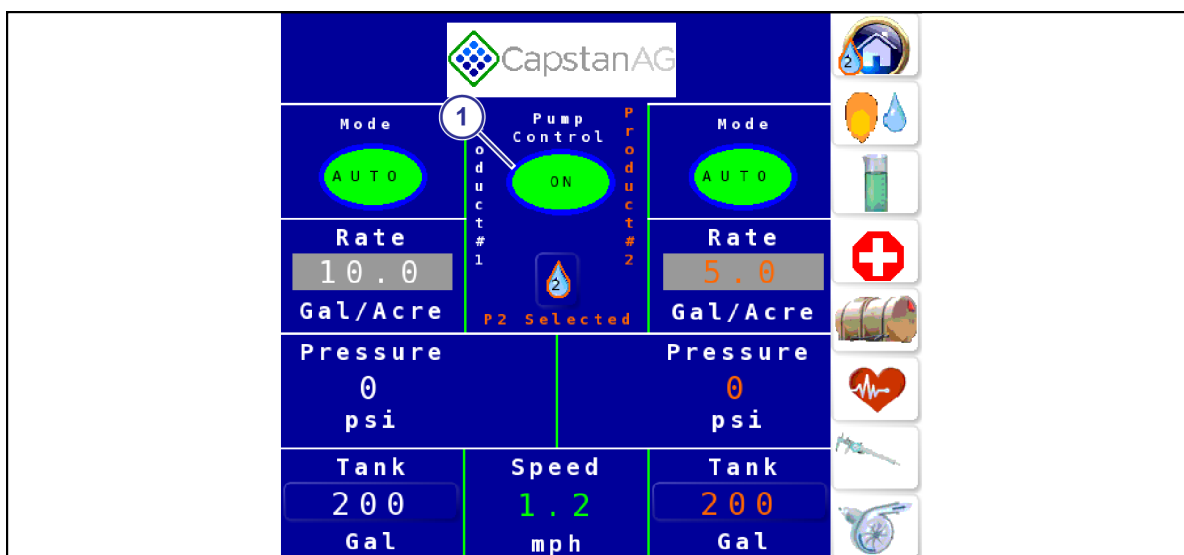 CapstanAG
1
Mode
AUTO
Rate
10.0
Gal/Acre
Pump
Control
ON
2
P2 Selected
Product#2
Mode
AUTO
Rate
5.0
Gal/Acre
Pressure
0
psi
Pressure
0
psi
Tank
200
Gal
Speed
1.2
mph
Tank
200
Gal
oduct#1
2